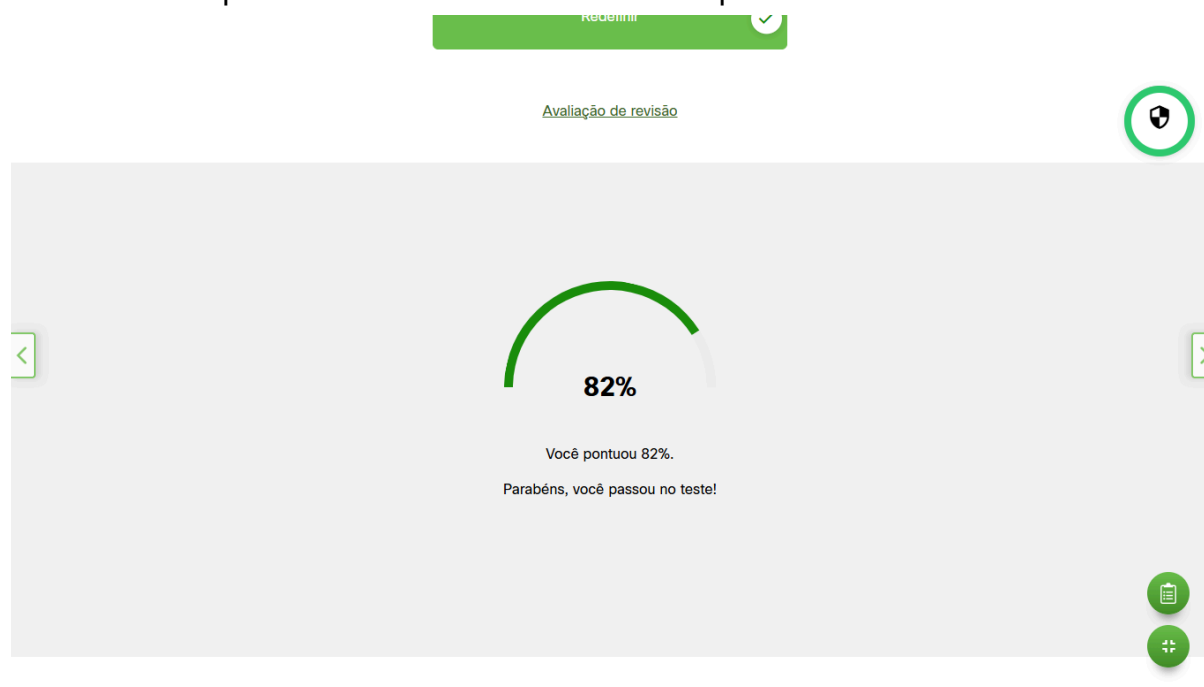 Redefinir
Avaliação de revisão
82%
Você pontuou 82%.
Parabéns, você passou no teste!